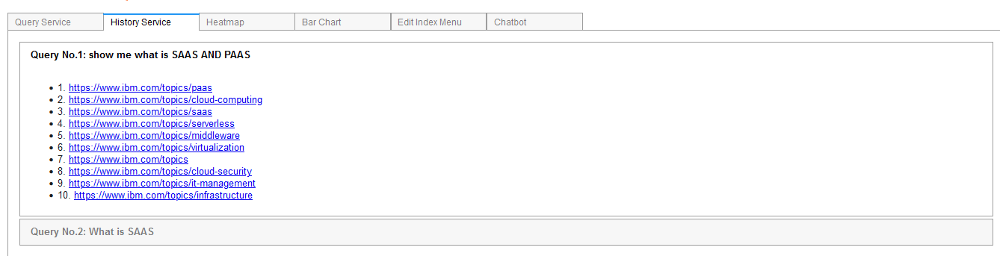 Query Service History Service Heatmap Bar Chart Edit Index Menu Chatbot
Query No.1: show me what is SAAS AND PAAS
• 1. https://www.ibm.com/topics/paas
• 2. https://www.ibm.com/topics/cloud-computing
• 3. https://www.ibm.com/topics/saas
• 4. https://www.ibm.com/topics/serverless
• 5. https://www.ibm.com/topics/middleware
• 6. https://www.ibm.com/topics/virtualization
• 7. https://www.ibm.com/topics
• 8. https://www.ibm.com/topics/cloud-security
• 9. https://www.ibm.com/topics/it-management
• 10. https://www.ibm.com/topics/infrastructure
Query No.2: What is SAAS